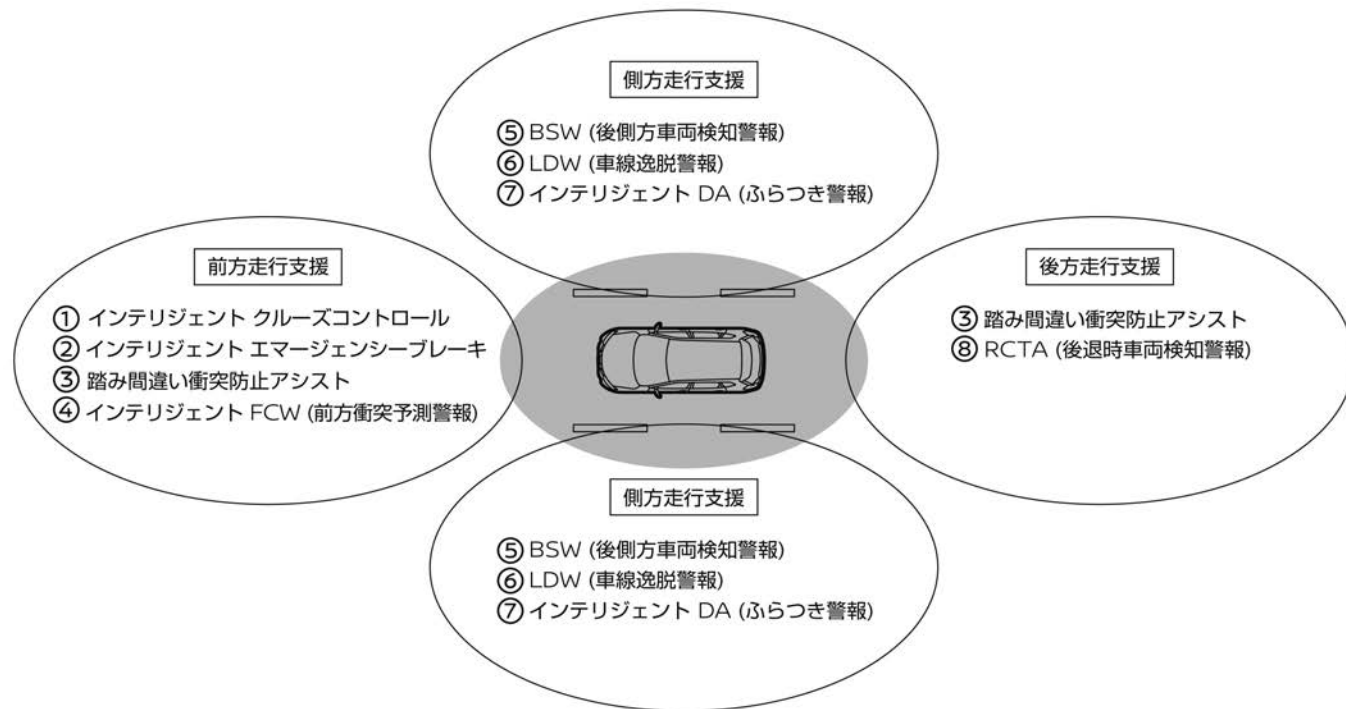 側方走行支援
⑤ BSW (後側方車両検知警報)
⑥ LDW (車線逸脱警報)
⑦ インテリジェント DA (ふらつき警報)
前方走行支援
① インテリジェント クルーズコントロール
② インテリジェント エマージェンシーブレーキ
③ 踏み間違い衝突防止アシスト
④ インテリジェント FCW (前方衝突予測警報)
後方走行支援
③ 踏み間違い衝突防止アシスト
⑧ RCTA (後退時車両検知警報)
側方走行支援
⑤ BSW (後側方車両検知警報)
⑥ LDW (車線逸脱警報)
⑦ インテリジェント DA (ふらつき警報)